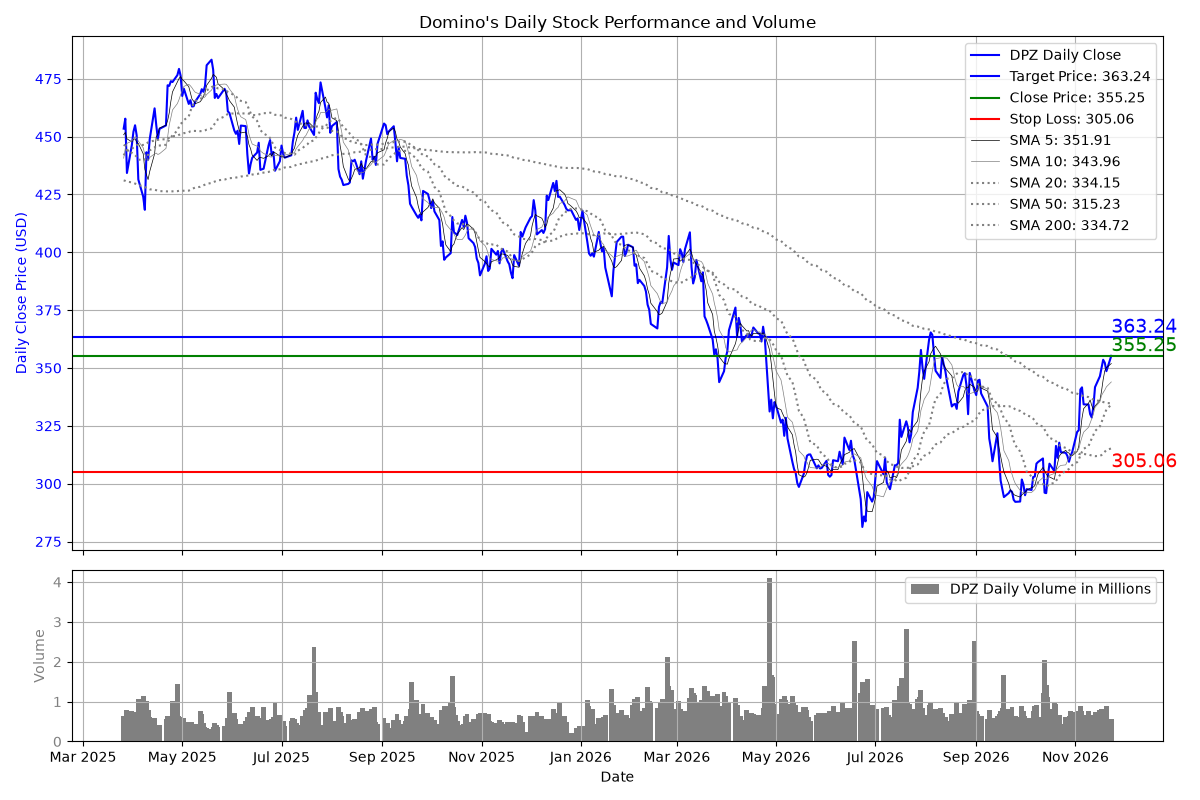 Domino's Daily Stock Performance and Volume
DPZ Daily Close
Target Price: 363.24
Close Price: 355.25
Stop Loss: 305.06
SMA 5: 351.91
SMA 10: 343.96
SMA 20: 334.15
SMA 50: 315.23
SMA 200: 334.72
Daily Close Price (USD)
475
450
425
400
375
350
325
300
275
363.24
355.25
305.06
DPZ Daily Volume in Millions
Volume
4
3
2
1
0
Mar 2025 May 2025 Jul 2025 Sep 2025 Nov 2025 Jan 2026 Mar 2026 May 2026 Jul 2026 Sep 2026 Nov 2026
Date